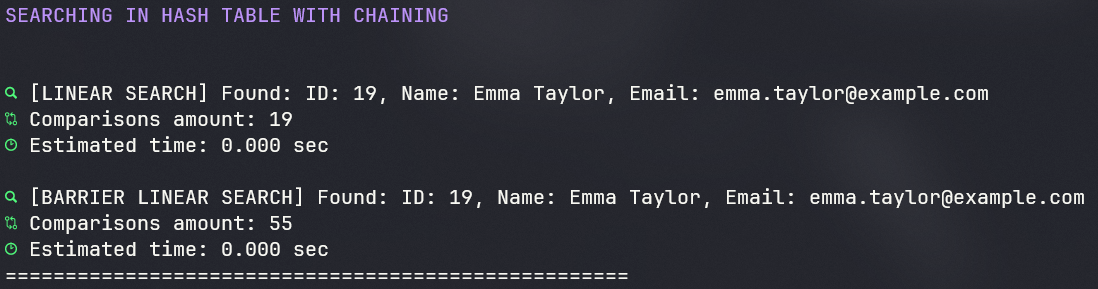 SEARCHING IN HASH TABLE WITH CHAINING
[LINEAR SEARCH] Found: ID: 19, Name: Emma Taylor, Email: emma.taylor@example.com
Comparisons amount: 19
Estimated time: 0.000 sec
[BARRIER LINEAR SEARCH] Found: ID: 19, Name: Emma Taylor, Email: emma.taylor@example.com
Comparisons amount: 55
Estimated time: 0.000 sec
====================================================